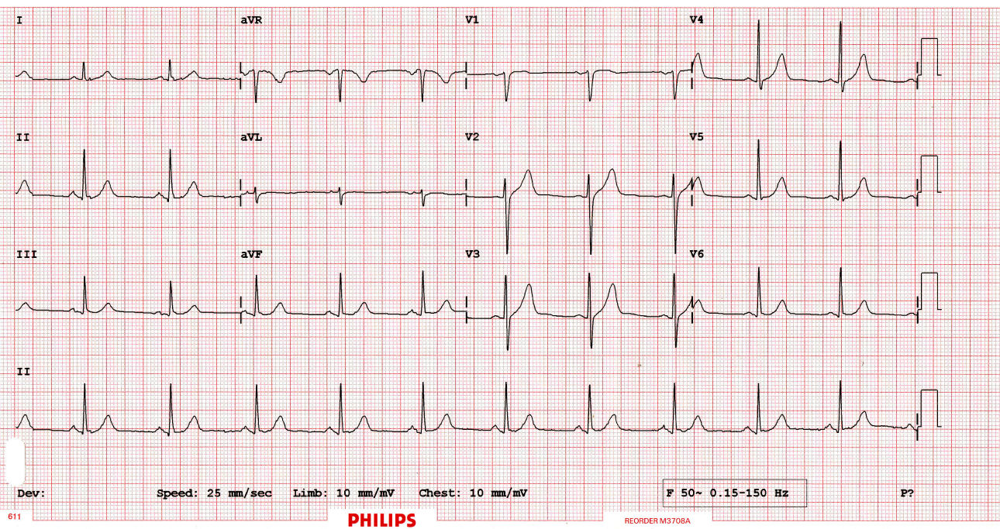 I aVR V1 V4
II aVL V2 V5
III aVF V3 V6
II
Dev: Speed: 25 mm/sec Limb: 10 mm/mV Chest: 10 mm/mV F 50~ 0.15-150 Hz P?
611 PHILIPS REORDER M3708A